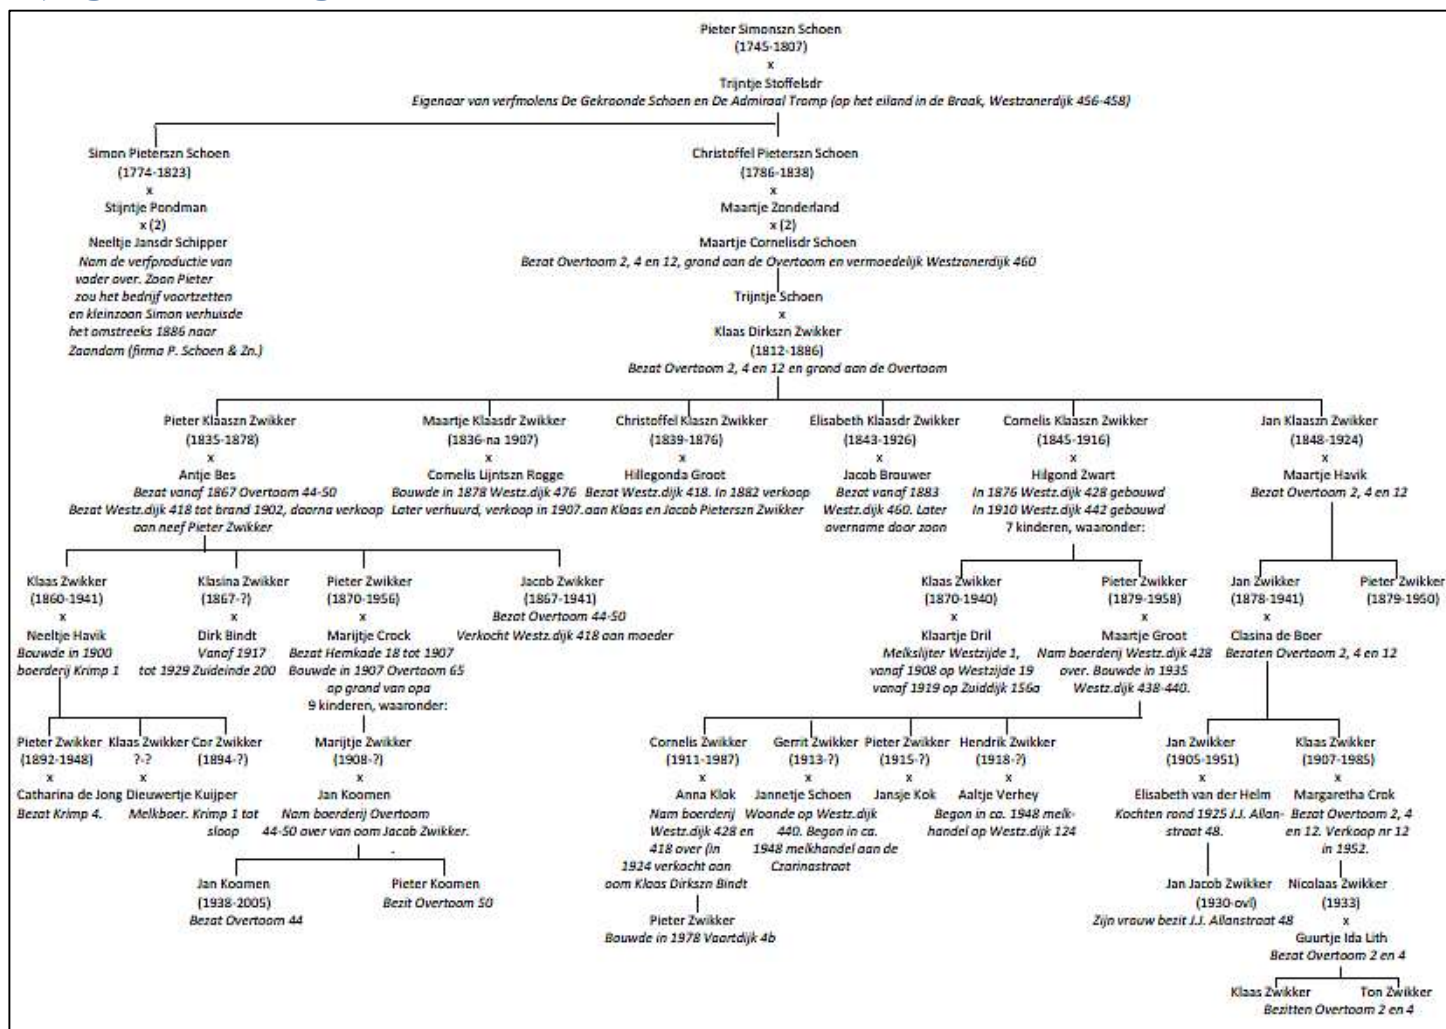 Pieter Simonszn Schoen
(1745-1807)
x
Trijntje Stoffelsdr
Eigenaar van verfmolens De Gekroonde Schoen en De Admiraal Tromp (op het eiland in de Braak, Westzanerdijk 456-458)
Simon Pieterszn Schoen
(1774-1823)
x
Stijntje Pondman
x (2)
Neeltje Jansdr Schipper
Nam de verfproductie van
vader over. Zoon Pieter
zou het bedrijf voortzetten
en kleinzoon Simon verhuisde
het omstreeks 1886 naar
Zaandam (firma P. Schoen & Zn.)
Christoffel Pieterszn Schoen
(1786-1838)
x
Maartje Zonderland
x (2)
Maartje Cornelisdr Schoen
Bezat Overtoom 2, 4 en 12, grond aan de Overtoom en vermoedelijk Westzanerdijk 460
Trijntje Schoen
x
Klaas Dirkszn Zwikker
(1812-1886)
Bezat Overtoom 2, 4 en 12 en grond aan de Overtoom
Pieter Klaaszn Zwikker
(1835-1878)
x
Antje Bes
Bezat vanaf 1867 Overtoom 44-50
Bezat Westz.dijk 418 tot brand 1902, daarna verkoop
aan neef Pieter Zwikker
Maartje Klaasdr Zwikker
(1836-na 1907)
x
Cornelis Lijntszn Rogge
Bouwde in 1878 Westz.dijk 476
Later verhuurd, verkoop in 1907.
Christoffel Klaszn Zwikker
(1839-1876)
x
Hillegonda Groot
Bezat Westz.dijk 418. In 1882 verkoop
aan Klaas en Jacob Pieterszn Zwikker
Elisabeth Klaasdr Zwikker
(1843-1926)
x
Jacob Brouwer
Bezat vanaf 1883
Westz.dijk 460. Later
overname door zoon
Cornelis Klaaszn Zwikker
(1845-1916)
x
Hilgond Zwart
In 1876 Westz.dijk 428 gebouwd
In 1910 Westz.dijk 442 gebouwd
7 kinderen, waaronder:
Jan Klaaszn Zwikker
(1848-1924)
x
Maartje Havik
Bezat Overtoom 2, 4 en 12
Klaas Zwikker
(1860-1941)
x
Neeltje Havik
Bouwde in 1900
boerderij Krimp 1
Klasina Zwikker
(1867-?)
x
Dirk Bindt
Vanaf 1917
tot 1929 Zuideinde 200
Pieter Zwikker
(1870-1956)
x
Marijtje Crock
Bezat Hemkade 18 tot 1907
Bouwde in 1907 Overtoom 65
op grond van opa
9 kinderen, waaronder:
Jacob Zwikker
(1867-1941)
Bezat Overtoom 44-50
Verkocht Westz.dijk 418 aan moeder
Klaas Zwikker
(1870-1940)
x
Klaartje Dril
Melkslijter Westzijde 1,
vanaf 1908 op Westzijde 19
vanaf 1919 op Zuiddijk 156a
Pieter Zwikker
(1879-1958)
x
Maartje Groot
Nam boerderij Westz.dijk 428
over. Bouwde in 1935
Westz.dijk 438-440.
Jan Zwikker
(1878-1941)
x
Clasina de Boer
Bezaten Overtoom 2, 4 en 12
Pieter Zwikker
(1879-1950)
Pieter Zwikker
(1892-1948)
x
Catharina de Jong
Bezat Krimp 4.
Klaas Zwikker
?-?
x
Dieuwertje Kuijper
Melkboer. Krimp 1 tot
sloop
Cor Zwikker
(1894-?)
Marijtje Zwikker
(1908-?)
x
Jan Koomen
Nam boerderij Overtoom
44-50 over van oom Jacob Zwikker.
Cornelis Zwikker
(1911-1987)
x
Anna Klok
Nam boerderij
Westz.dijk 428 en
418 over (in
1924 verkocht aan
oom Klaas Dirkszn Bindt
Gerrit Zwikker
(1913-?)
x
Jannetje Schoen
Woonde op Westz.dijk
440. Begon in ca.
1948 melkhandel aan de
Czarinastraat
Pieter Zwikker
(1915-?)
x
Jansje Kok
Hendrik Zwikker
(1918-?)
x
Aaltje Verhey
Begon in ca. 1948 melk-
handel op Westz.dijk 124
Jan Zwikker
(1905-1951)
x
Elisabeth van der Helm
Kochten rond 1925 J.J. Allan-
straat 48.
Klaas Zwikker
(1907-1985)
x
Margaretha Crok
Bezat Overtoom 2, 4
en 12. Verkoop nr 12
in 1952.
Jan Koomen
(1938-2005)
Bezat Overtoom 44
Pieter Koomen
Bezit Overtoom 50
Pieter Zwikker
Bouwde in 1978 Vaartdijk 4b
Jan Jacob Zwikker
(1930-ovl)
Zijn vrouw bezit J.J. Allanstraat 48
Nicolaas Zwikker
(1933)
x
Guurtje Ida Lith
Bezat Overtoom 2 en 4
Klaas Zwikker
Ton Zwikker
Bezitten Overtoom 2 en 4